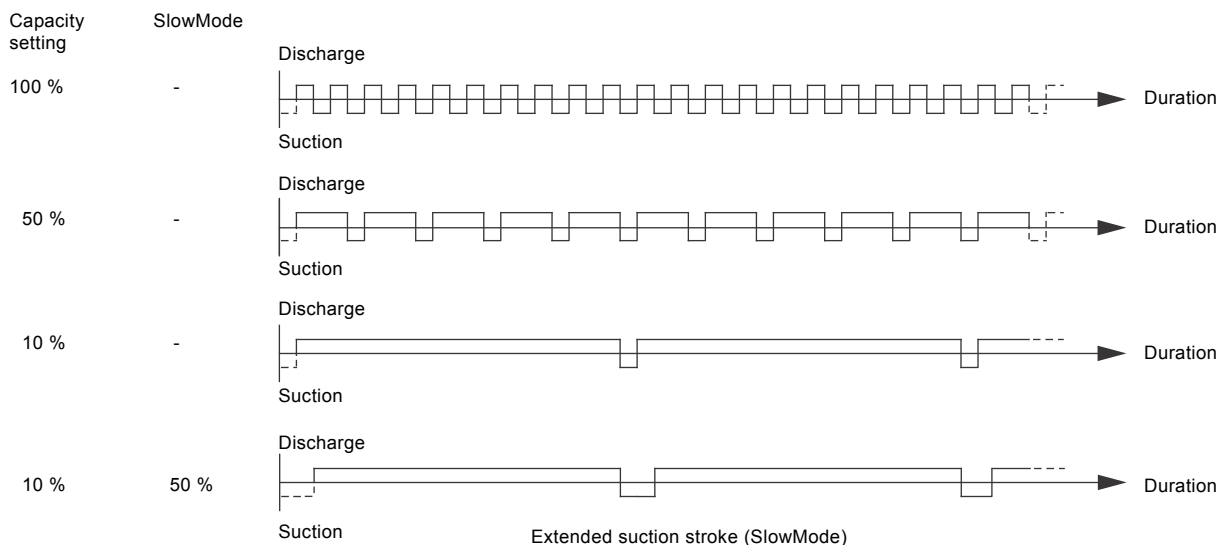 Capacity
setting
SlowMode
Discharge
100 %
-
Duration
Suction
Discharge
50 %
-
Duration
Suction
Discharge
10 %
-
Duration
Suction
Discharge
10 %
50 %
Duration
Suction
Extended suction stroke (SlowMode)